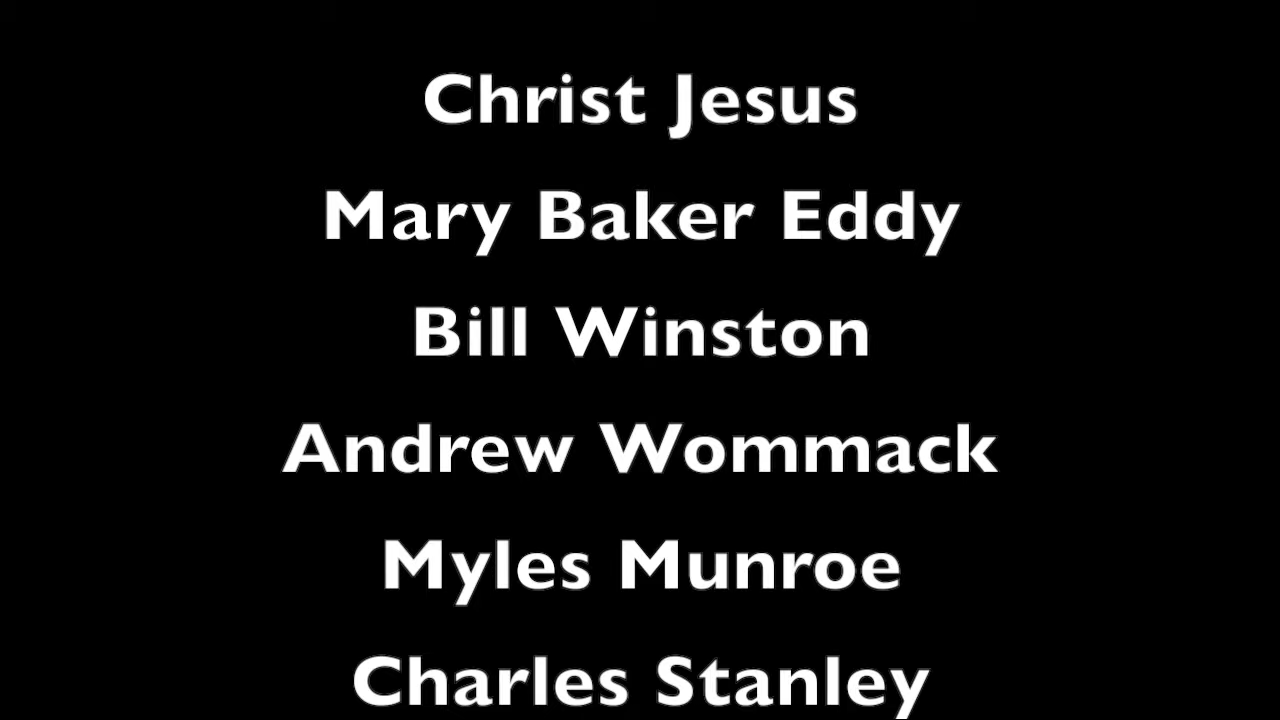 Christ Jesus
Mary Baker Eddy
Bill Winston
Andrew Wommack
Myles Munroe
Charles Stanley